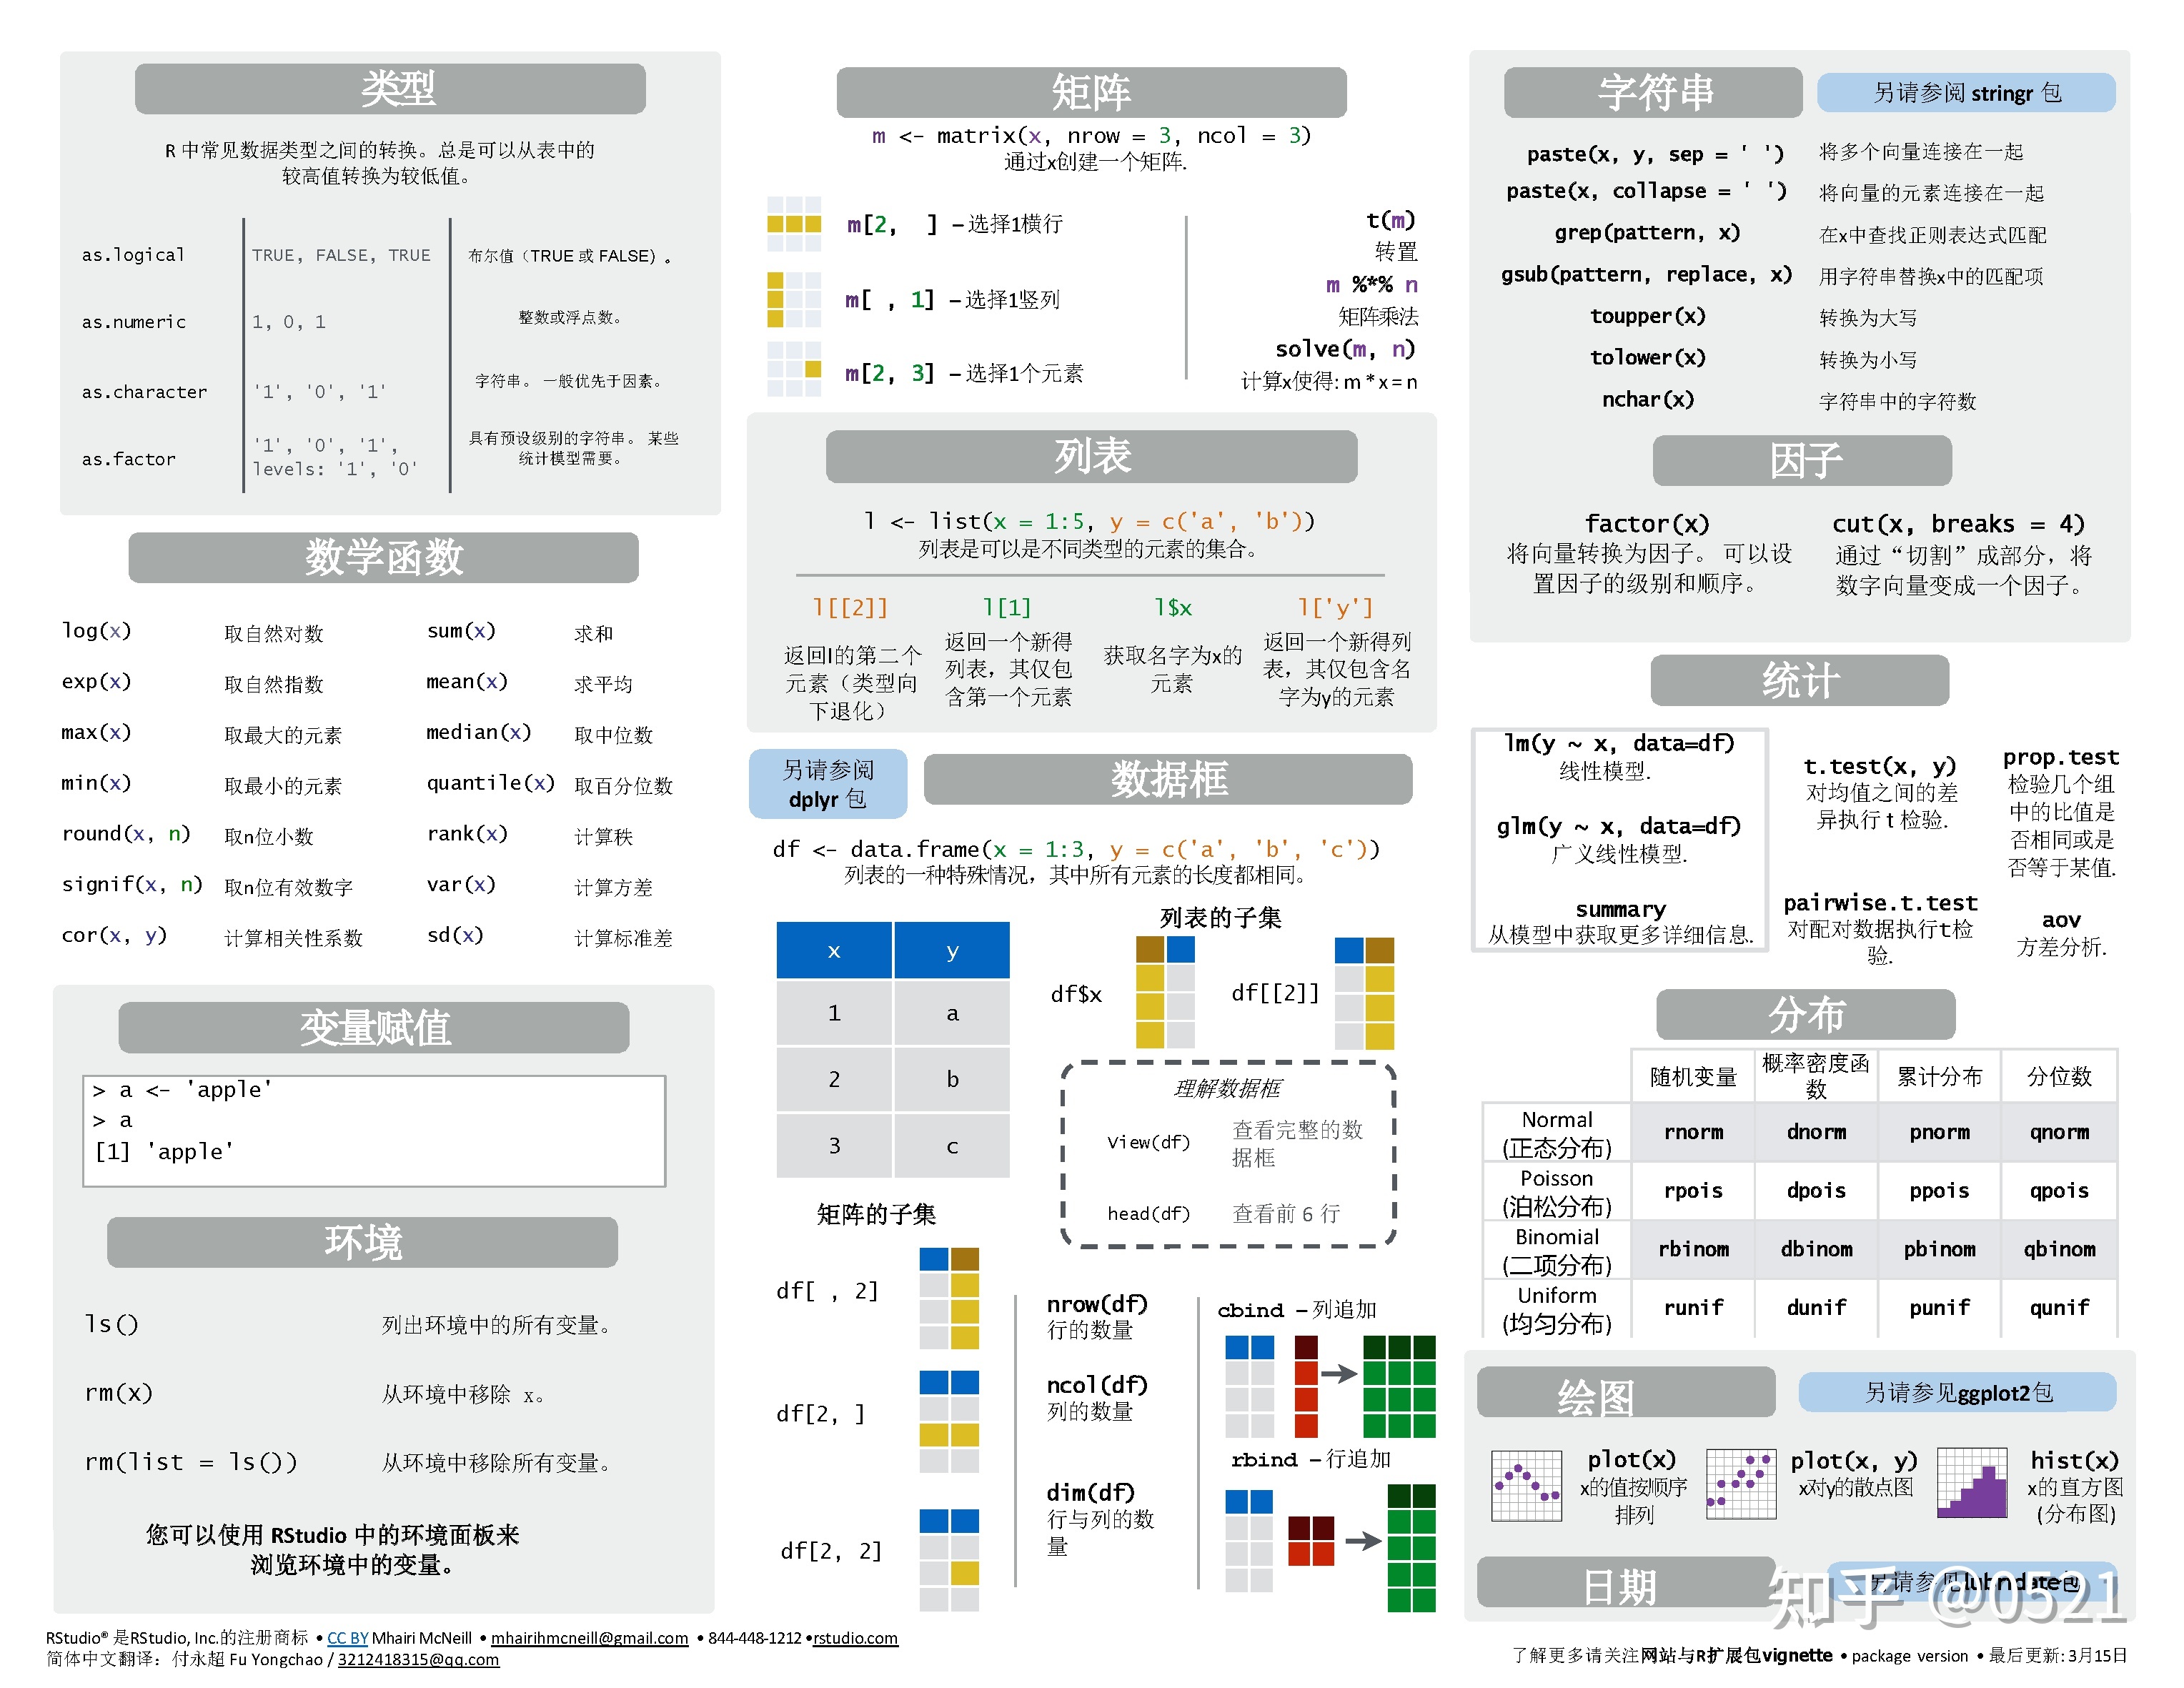 类型
R 中常见数据类型之间的转换。总是可以从表中的
较高值转换为较低值。
as.logical TRUE, FALSE, TRUE 布尔值（TRUE 或 FALSE）。
as.numeric 1, 0, 1 整数或浮点数。
as.character '1', '0', '1' 字符串。 一般优先于因素。
as.factor '1', '0', '1', levels: '1', '0' 具有预设级别的字符串。 某些统计模型需要。
数学函数
log(x) 取自然对数 sum(x) 求和
exp(x) 取自然指数 mean(x) 求平均
max(x) 取最大的元素 median(x) 取中位数
min(x) 取最小的元素 quantile(x) 取百分位数
round(x, n) 取n位小数 rank(x) 计算秩
signif(x, n) 取n位有效数字 var(x) 计算方差
cor(x, y) 计算相关性系数 sd(x) 计算标准差
变量赋值
> a <- 'apple'
> a
[1] 'apple'
环境
ls() 列出环境中的所有变量。
rm(x) 从环境中移除 x。
rm(list = ls()) 从环境中移除所有变量。
您可以使用 RStudio 中的环境面板来
浏览环境中的变量。
矩阵
m <- matrix(x, nrow = 3, ncol = 3)
通过x创建一个矩阵.
m[2, ] – 选择1横行
m[ , 1] – 选择1竖列
m[2, 3] – 选择1个元素
t(m)
转置
m %*% n
矩阵乘法
solve(m, n)
计算x使得: m * x = n
列表
l <- list(x = 1:5, y = c('a', 'b'))
列表是可以是不同类型的元素的集合。
l[[2]]
返回l的第二个
元素（类型向
下退化）
l[1]
返回一个新得
列表，其仅包
含第一个元素
l$x
获取名字为x的
元素
l['y']
返回一个新得列
表，其仅包含名
字为y的元素
另请参阅
dplyr 包
数据框
df <- data.frame(x = 1:3, y = c('a', 'b', 'c'))
列表的一种特殊情况，其中所有元素的长度都相同。
x y
1 a
2 b
3 c
列表的子集
df$x
df[[2]]
理解数据框
View(df) 查看完整的数
据框
head(df) 查看前 6 行
矩阵的子集
df[ , 2]
df[2, ]
df[2, 2]
nrow(df)
行的数量
ncol(df)
列的数量
dim(df)
行与列的数
量
cbind – 列追加
rbind – 行追加
字符串
另请参阅 stringr 包
paste(x, y, sep = ' ') 将多个向量连接在一起
paste(x, collapse = ' ') 将向量的元素连接在一起
grep(pattern, x) 在x中查找正则表达式匹配
gsub(pattern, replace, x) 用字符串替换x中的匹配项
toupper(x) 转换为大写
tolower(x) 转换为小写
nchar(x) 字符串中的字符数
因子
factor(x)
将向量转换为因子。 可以设
置因子的级别和顺序。
cut(x, breaks = 4)
通过“切割”成部分，将
数字向量变成一个因子。
统计
lm(y ~ x, data=df)
线性模型.
glm(y ~ x, data=df)
广义线性模型.
summary
从模型中获取更多详细信息.
t.test(x, y)
对均值之间的差
异执行 t 检验.
pairwise.t.test
对配对数据执行t检
验.
prop.test
检验几个组
中的比值是
否相同或是
否等于某值.
aov
方差分析.
分布
随机变量 概率密度函数 累计分布 分位数
Normal (正态分布) rnorm dnorm pnorm qnorm
Poisson (泊松分布) rpois dpois ppois qpois
Binomial (二项分布) rbinom dbinom pbinom qbinom
Uniform (均匀分布) runif dunif punif qunif
绘图
另请参见ggplot2包
plot(x)
x的值按顺序
排列
plot(x, y)
x对y的散点图
hist(x)
x的直方图
(分布图)
日期
另请参见lubridate包
知乎 @0521
RStudio® 是RStudio, Inc.的注册商标 • CC BY Mhairi McNeill • mhairihmcneill@gmail.com • 844-448-1212 •rstudio.com
简体中文翻译：付永超 Fu Yongchao / 3212418315@qq.com
了解更多请关注网站与R扩展包vignette • package version • 最后更新: 3月15日